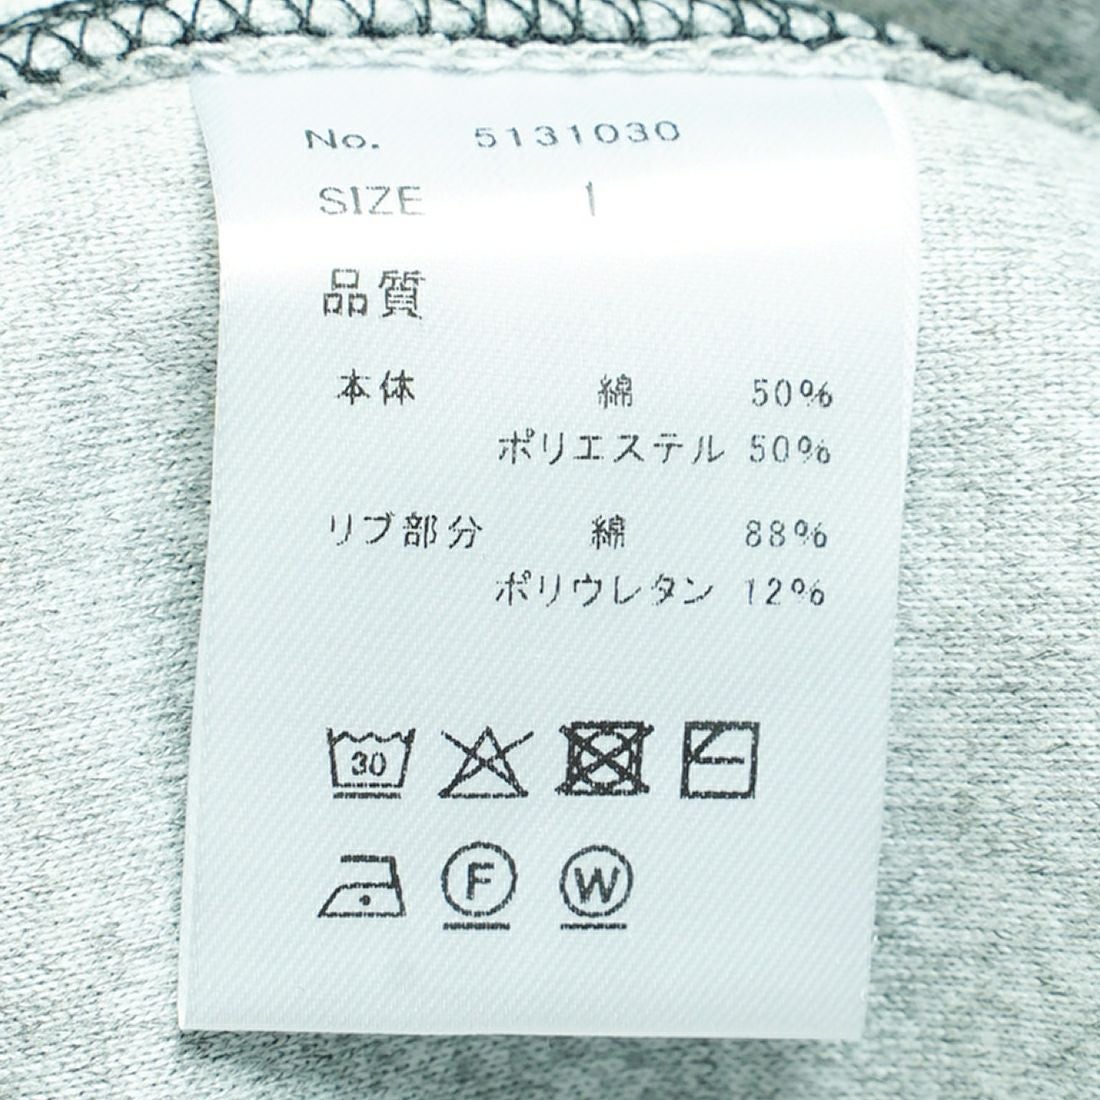 No. 5131030
SIZE 1
品質
本体 綿 50%
ポリエステル 50%
リブ部分 綿 88%
ポリウレタン 12%
30
F W